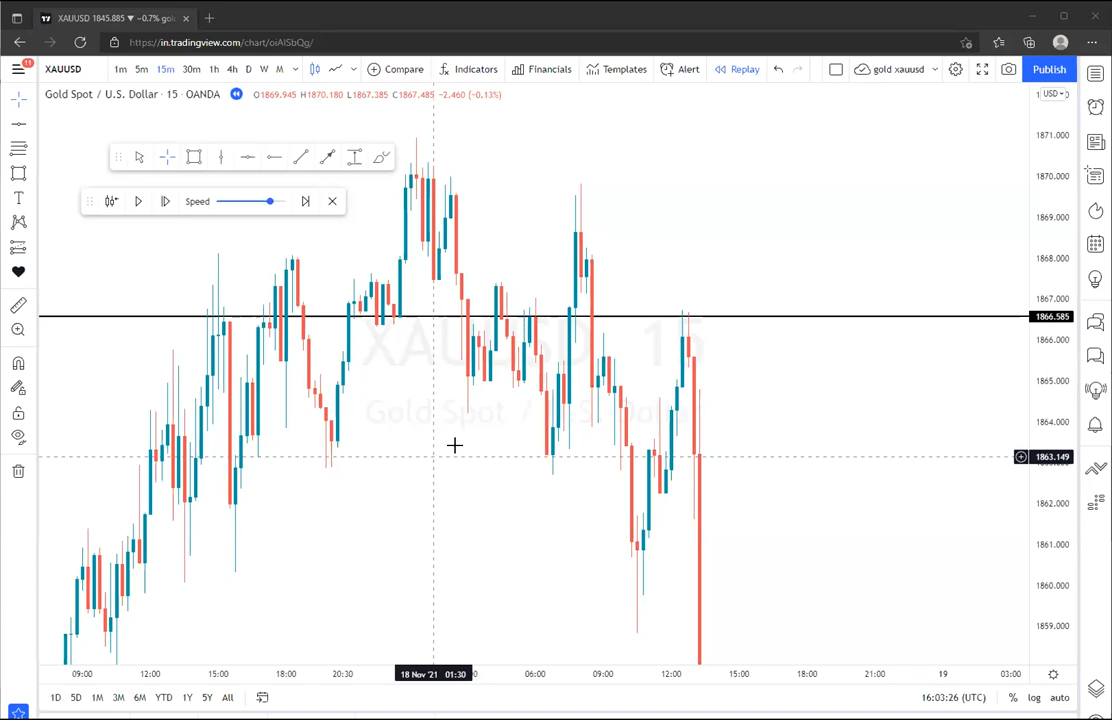 XAUUSD 1845.885 ▼ −0.7% gol
https://in.tradingview.com/chart/oiAISbQg/
11
XAUUSD 1m 5m 15m 30m 1h 4h D W M Compare Indicators Financials Templates Alert Replay gold xauusd Publish
Gold Spot / U.S. Dollar · 15 · OANDA O1869.945 H1870.180 L1867.385 C1867.485 −2.460 (−0.13%)
USD
1871.000
1870.000
Speed
1869.000
1868.000
1867.000
1866.585
XAUUSD 15
1866.000
1865.000
Gold Spot / U.S. Dollar
1864.000
1863.149
1862.000
1861.000
1860.000
1859.000
09:00 12:00 15:00 18:00 20:30 18 Nov '21 01:30 06:00 09:00 12:00 15:00 18:00 21:00 19 03:00
1D 5D 1M 3M 6M YTD 1Y 5Y All 16:03:26 (UTC) % log auto